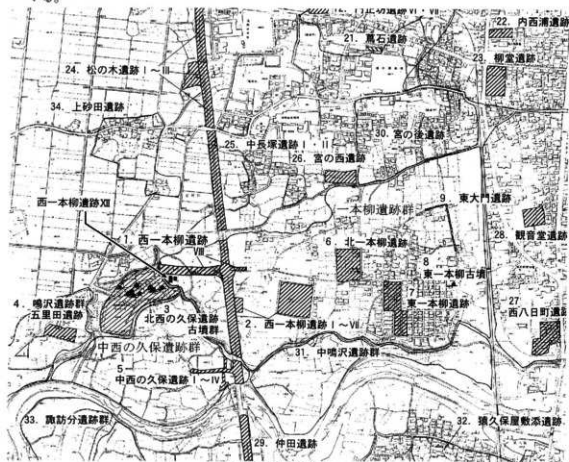 21. 蔦石遺跡
22. 内西浦遺跡
23. 柳堂遺跡
24. 松の木遺跡Ⅰ~Ⅲ
34. 上砂田遺跡
25. 中長塚遺跡Ⅰ・Ⅱ
30. 宮の後遺跡
26. 宮の西遺跡
西一本柳遺跡Ⅻ
本柳遺跡群
9 東大門遺跡
1. 西一本柳遺跡
Ⅷ
6. 北一本柳遺跡
28. 観音堂遺跡
8
東一本柳古墳
7
東一本柳遺跡
27
西八日町遺跡
4. 鳴沢遺跡群
五里田遺跡
3
北西の久保遺跡
古墳群
2. 西一本柳遺跡Ⅰ~Ⅶ
中西の久保遺跡群
31. 中鳴沢遺跡群
5
中西の久保遺跡Ⅰ~Ⅳ
33. 諏訪分遺跡群
29. 仲田遺跡
32. 猿久保屋敷添遺跡